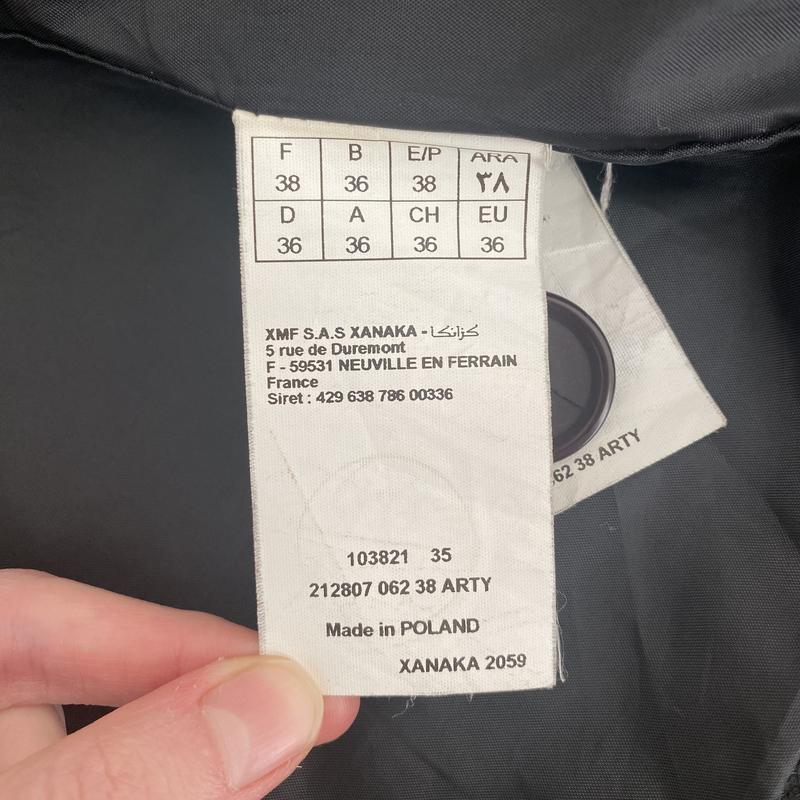 F B E/P ARA
38 36 38 ٣٨
D A CH EU
36 36 36 36
XMF S.A.S XANAKA - كزانكا
5 rue de Duremont
F - 59531 NEUVILLE EN FERRAIN
France
Siret : 429 638 786 00336
103821 35
212807 062 38 ARTY
Made in POLAND
XANAKA 2059
62 38 ARTY